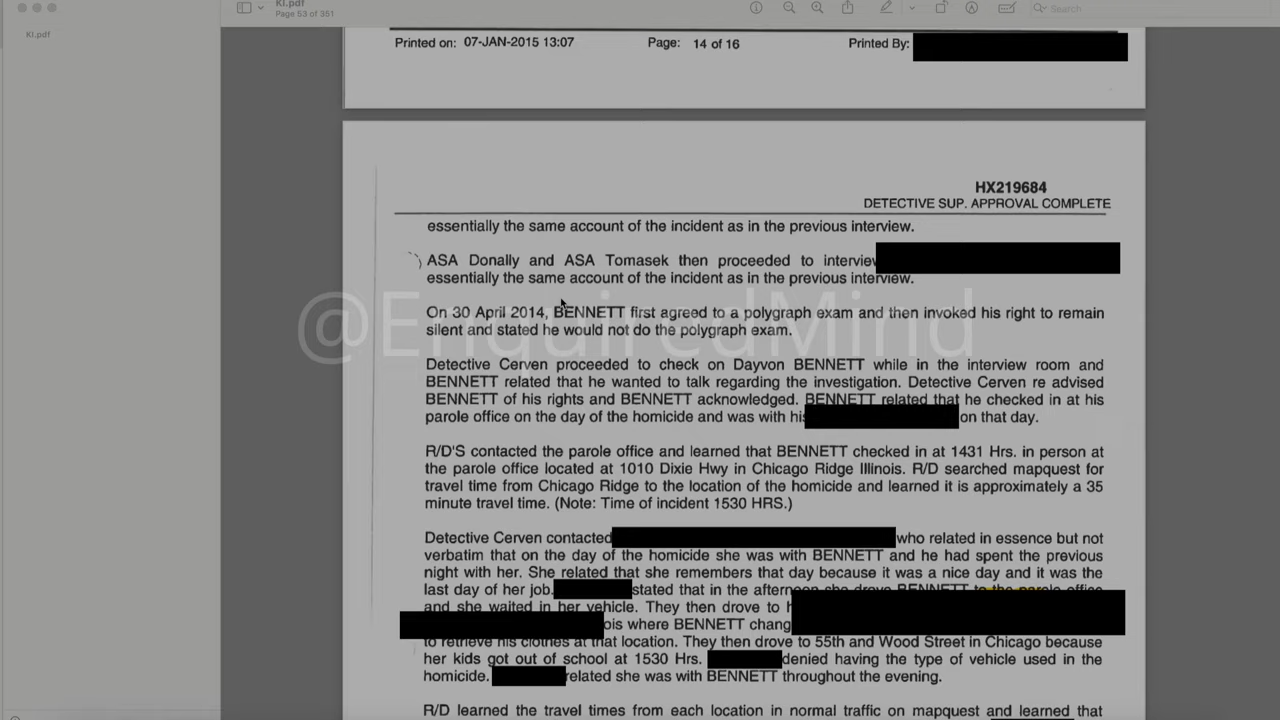 KI.pdf
Page 53 of 351
Search
KI.pdf
Printed on: 07-JAN-2015 13:07 Page: 14 of 16 Printed By:
HX219684
DETECTIVE SUP. APPROVAL COMPLETE
essentially the same account of the incident as in the previous interview.
ASA Donally and ASA Tomasek then proceeded to interview
essentially the same account of the incident as in the previous interview.
@EnquiredMind
On 30 April 2014, BENNETT first agreed to a polygraph exam and then invoked his right to remain
silent and stated he would not do the polygraph exam.
Detective Cerven proceeded to check on Dayvon BENNETT while in the interview room and
BENNETT related that he wanted to talk regarding the investigation. Detective Cerven re advised
BENNETT of his rights and BENNETT acknowledged. BENNETT related that he checked in at his
parole office on the day of the homicide and was with his on that day.
R/D'S contacted the parole office and learned that BENNETT checked in at 1431 Hrs. in person at
the parole office located at 1010 Dixie Hwy in Chicago Ridge Illinois. R/D searched mapquest for
travel time from Chicago Ridge to the location of the homicide and learned it is approximately a 35
minute travel time. (Note: Time of incident 1530 HRS.)
Detective Cerven contacted who related in essence but not
verbatim that on the day of the homicide she was with BENNETT and he had spent the previous
night with her. She related that she remembers that day because it was a nice day and it was the
last day of her job. stated that in the afternoon she drove BENNETT to the parole office
and she waited in her vehicle. They then drove to
where BENNETT
to retrieve his clothes at that location. They then drove to 55th and Wood Street in Chicago because
her kids got out of school at 1530 Hrs. denied having the type of vehicle used in the
homicide. related she was with BENNETT throughout the evening.
R/D learned the travel times from each location in normal traffic on mapquest and learned that